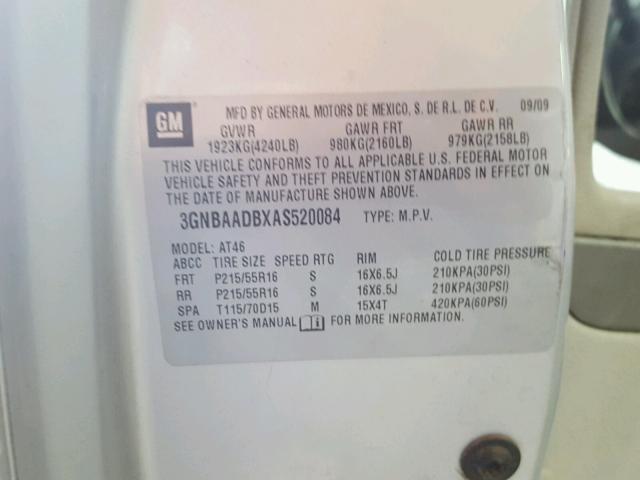 GM
MFD BY GENERAL MOTORS DE MEXICO, S. DE R.L. DE C.V. 09/09
GVWR GAWR FRT GAWR RR
1923KG(4240LB) 980KG(2160LB) 979KG(2158LB)
THIS VEHICLE CONFORMS TO ALL APPLICABLE U.S. FEDERAL MOTOR
VEHICLE SAFETY AND THEFT PREVENTION STANDARDS IN EFFECT ON
THE DATE OF MANUFACTURE SHOWN ABOVE.
3GNBAADBXAS520084 TYPE: M.P.V.
MODEL: AT46
ABCC TIRE SIZE SPEED RTG RIM COLD TIRE PRESSURE
FRT P215/55R16 S 16X6.5J 210KPA(30PSI)
RR P215/55R16 S 16X6.5J 210KPA(30PSI)
SPA T115/70D15 M 15X4T 420KPA(60PSI)
SEE OWNER'S MANUAL FOR MORE INFORMATION.